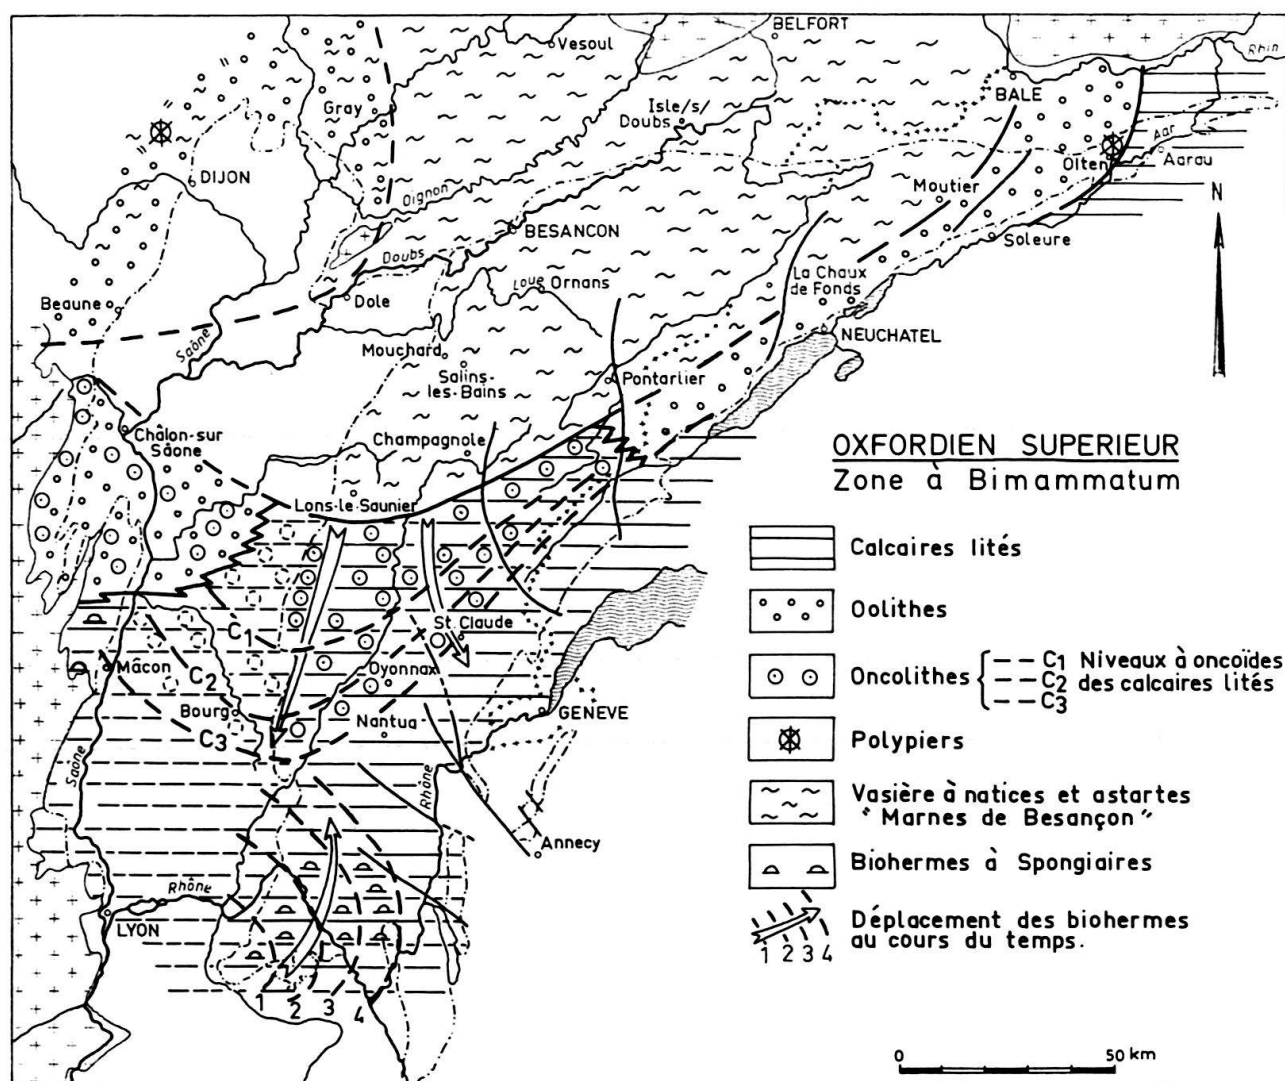 BELFORT
Vesoul
Rhin
Gray
Isle/s/
Doubs
BALE
Aar
Olten
Aarau
DIJON
Oignon
Moutier
N
BESANCON
Soleure
Doubs
La Chaux
de Fonds
Loue
Ornans
Beaune
Dole
Saône
NEUCHATEL
Mouchard
Salins-
les-Bains
Pontarlier
Châlon-sur
Sâone
Champagnole
OXFORDIEN SUPERIEUR
Zone à Bimammatum
Lons-le-Saunier
Calcaires lités
Oolithes
C1
St. Claude
Mâcon
C2
Oyonnax
Oncolithes
C1 Niveaux à oncoïdes
C2 des calcaires lités
C3
Bourg
Nantua
GENEVE
C3
Polypiers
Saône
Rhône
Vasière à natices et astartes
"Marnes de Besançon"
Annecy
Biohermes à Spongiaires
Rhône
LYON
Déplacement des biohermes
au cours du temps.
1 2 3 4
1 2 3 4
0 50 km